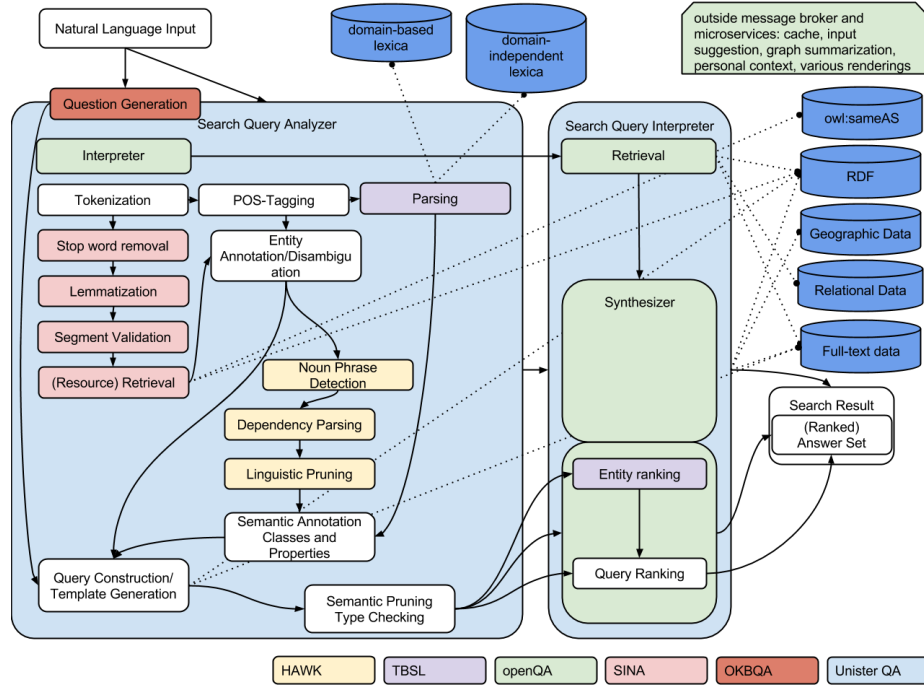 Natural Language Input
domain-based
lexica
domain-
independent
lexica
outside message broker and
microservices: cache, input
suggestion, graph summarization,
personal context, various renderings
Question Generation
Search Query Analyzer
Search Query Interpreter
owl:sameAS
Interpreter
Retrieval
RDF
Tokenization
POS-Tagging
Parsing
Stop word removal
Entity
Annotation/Disambigu
uation
Geographic Data
Lemmatization
Synthesizer
Relational Data
Segment Validation
Full-text data
(Resource) Retrieval
Noun Phrase
Detection
Search Result
(Ranked)
Answer Set
Dependency Parsing
Linguistic Pruning
Entity ranking
Semantic Annotation
Classes and
Properties
Query Construction/
Template Generation
Query Ranking
Semantic Pruning
Type Checking
HAWK
TBSL
openQA
SINA
OKBQA
Unister QA